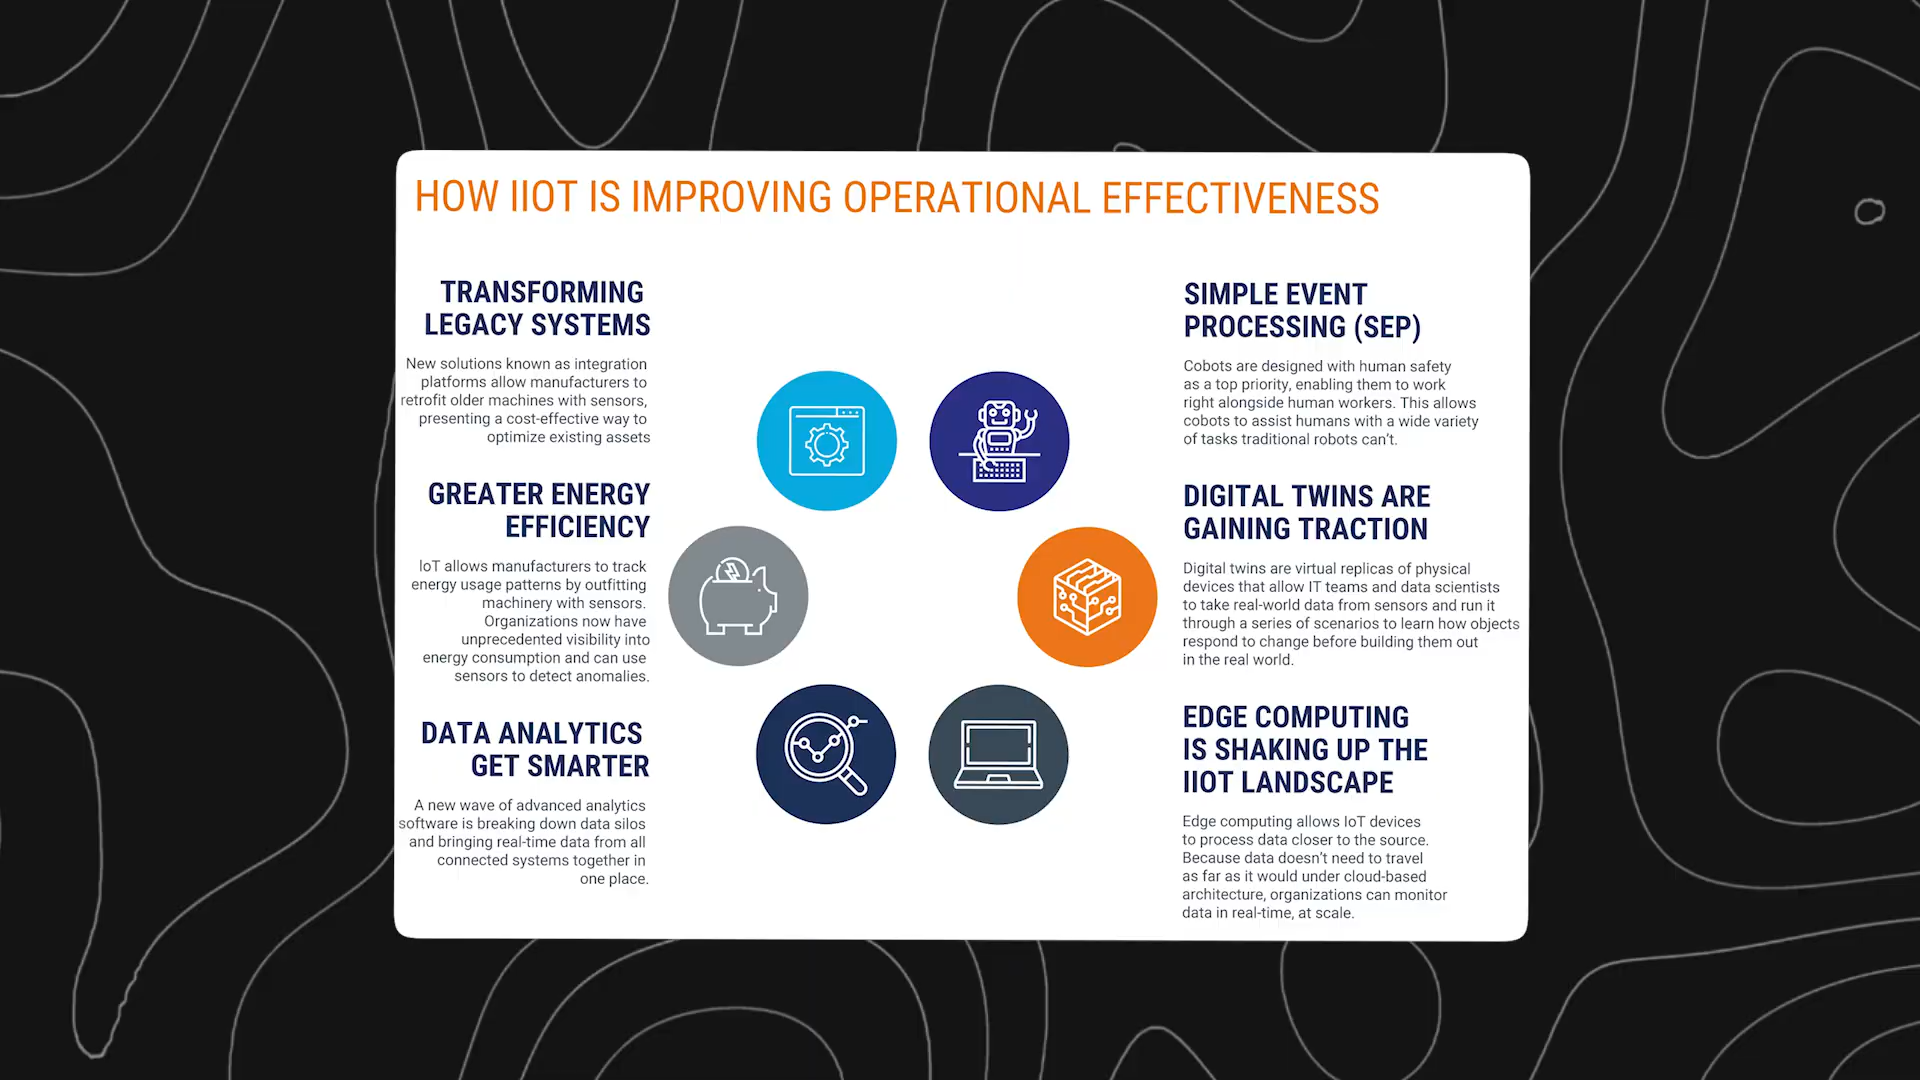 HOW IIOT IS IMPROVING OPERATIONAL EFFECTIVENESS
TRANSFORMING
LEGACY SYSTEMS
New solutions known as integration
platforms allow manufacturers to
retrofit older machines with sensors,
presenting a cost-effective way to
optimize existing assets
GREATER ENERGY
EFFICIENCY
IoT allows manufacturers to track
energy usage patterns by outfitting
machinery with sensors.
Organizations now have
unprecedented visibility into
energy consumption and can use
sensors to detect anomalies.
DATA ANALYTICS
GET SMARTER
A new wave of advanced analytics
software is breaking down data silos
and bringing real-time data from all
connected systems together in
one place.
SIMPLE EVENT
PROCESSING (SEP)
Cobots are designed with human safety
as a top priority, enabling them to work
right alongside human workers. This allows
cobots to assist humans with a wide variety
of tasks traditional robots can't.
DIGITAL TWINS ARE
GAINING TRACTION
Digital twins are virtual replicas of physical
devices that allow IT teams and data scientists
to take real-world data from sensors and run it
through a series of scenarios to learn how objects
respond to change before building them out
in the real world.
EDGE COMPUTING
IS SHAKING UP THE
IIOT LANDSCAPE
Edge computing allows IoT devices
to process data closer to the source.
Because data doesn't need to travel
as far as it would under cloud-based
architecture, organizations can monitor
data in real-time, at scale.